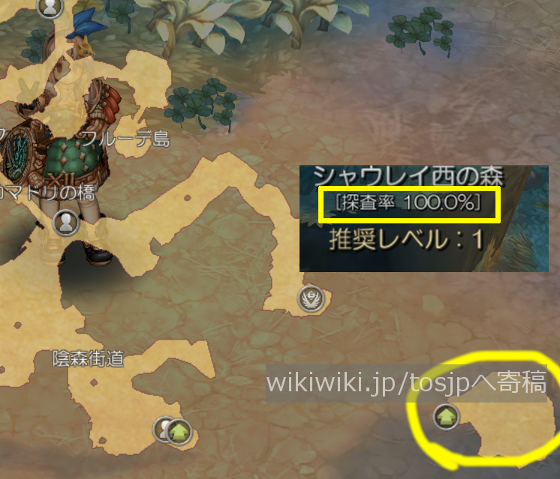 フルーデ島
シャウレイ西の森
[探査率 100.0%]
推奨レベル：1
マドリの橋
陰森街道
wikiwiki.jp/tosjpへ寄稿